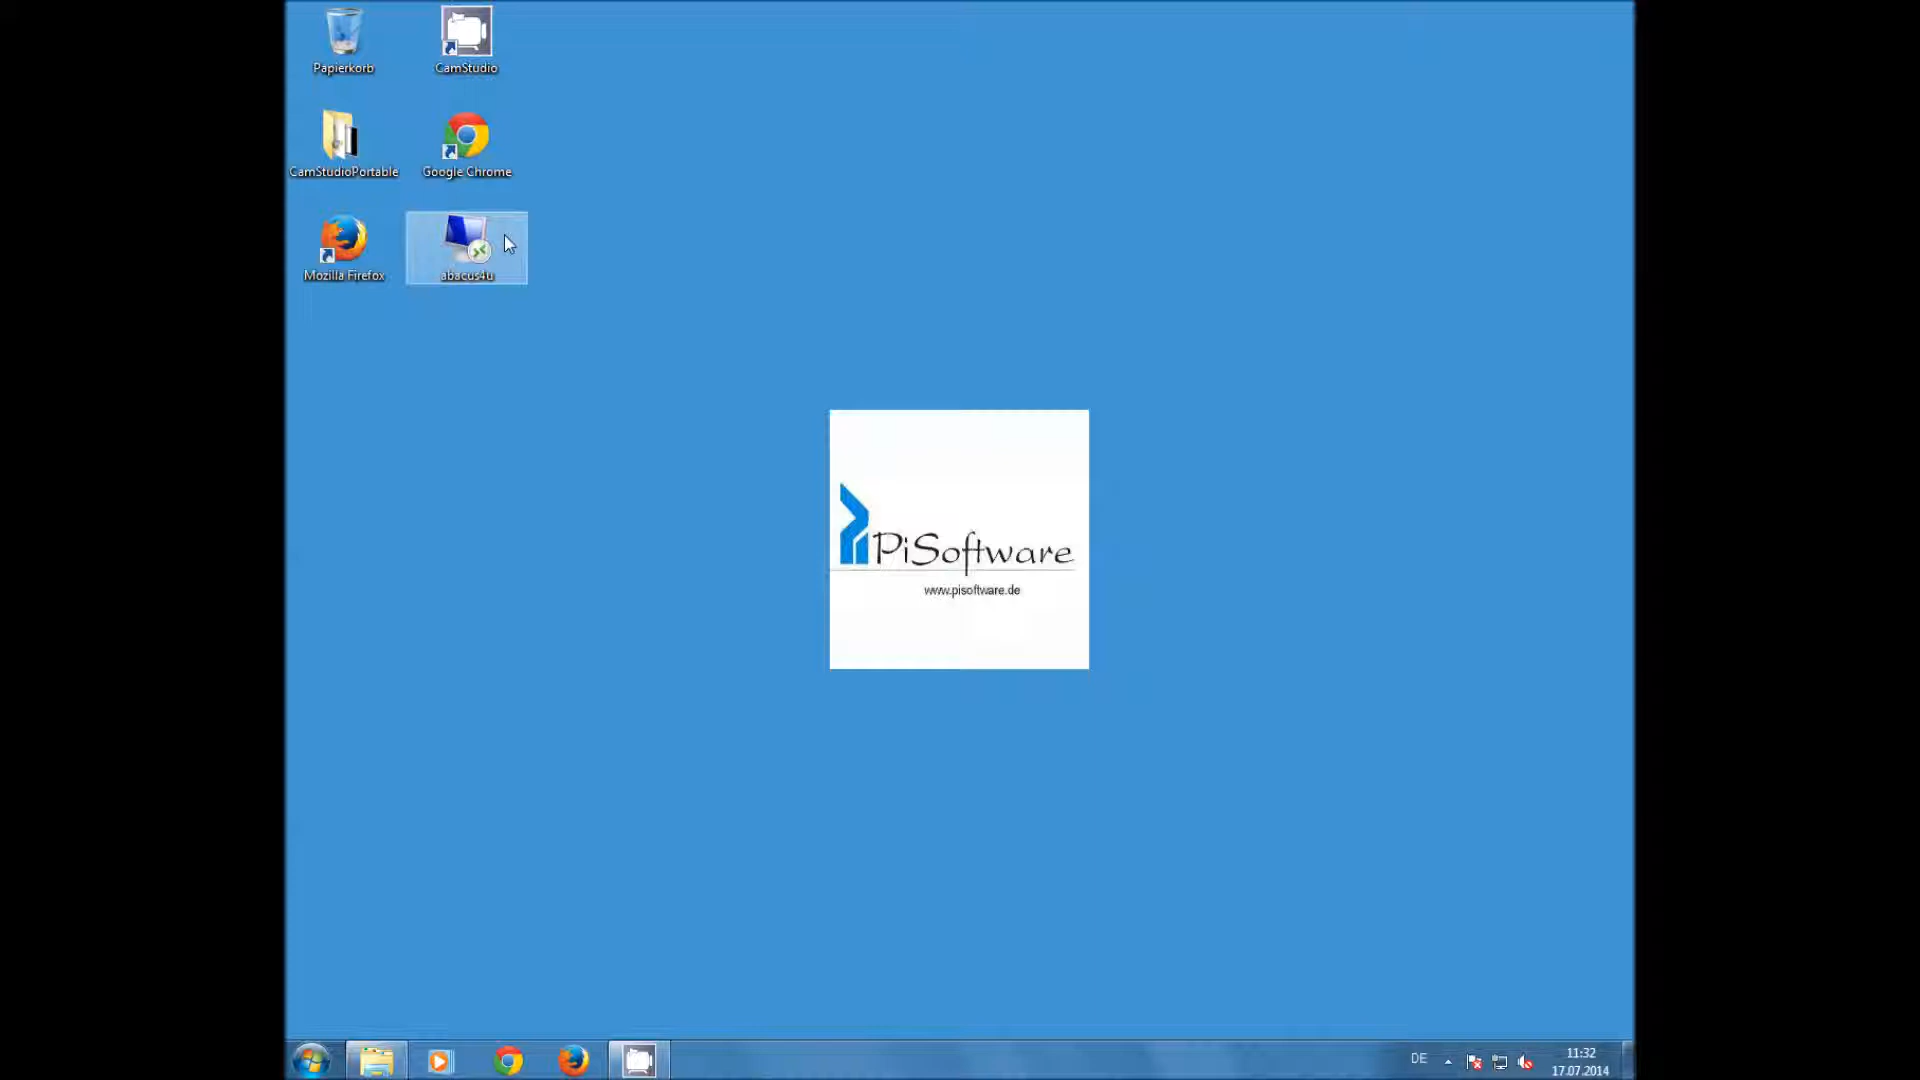 Papierkorb
CamStudio
CamStudioPortable
Google Chrome
Mozilla Firefox
abacus4u
PiSoftware
www.pisoftware.de
DE
11:32
17.07.2014